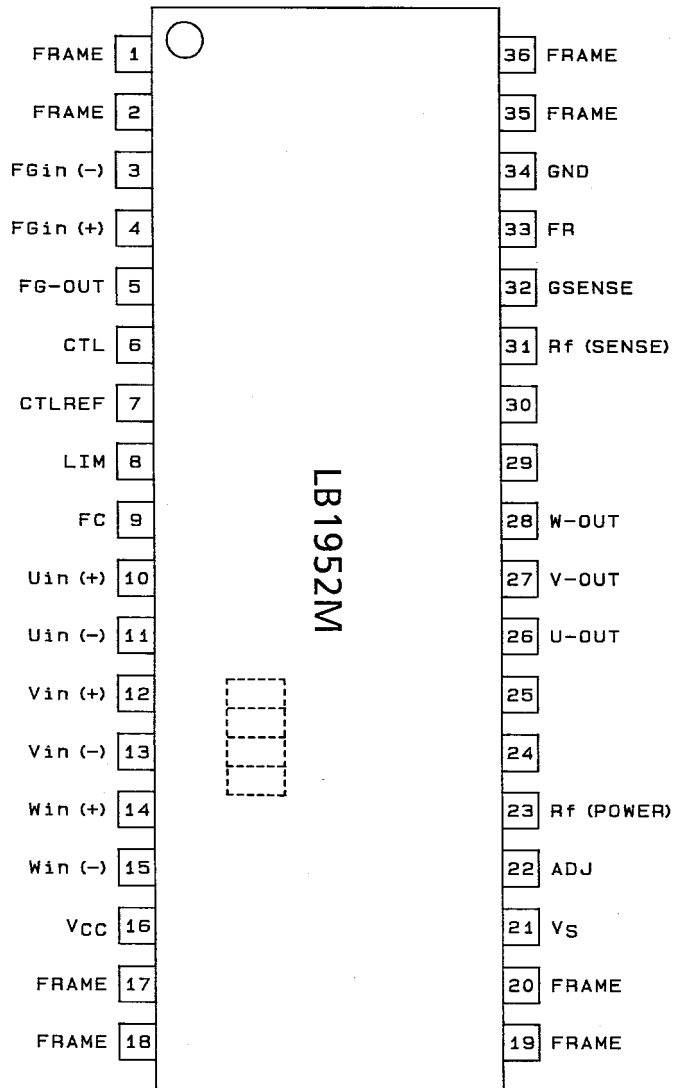 FRAME 1
FRAME 2
FGin (-) 3
FGin (+) 4
FG-OUT 5
CTL 6
CTLREF 7
LIM 8
FC 9
Uin (+) 10
Uin (-) 11
Vin (+) 12
Vin (-) 13
Win (+) 14
Win (-) 15
VCC 16
FRAME 17
FRAME 18
LB1952M
36 FRAME
35 FRAME
34 GND
33 FR
32 GSENSE
31 Rf (SENSE)
30
29
28 W-OUT
27 V-OUT
26 U-OUT
25
24
23 Rf (POWER)
22 ADJ
21 VS
20 FRAME
19 FRAME